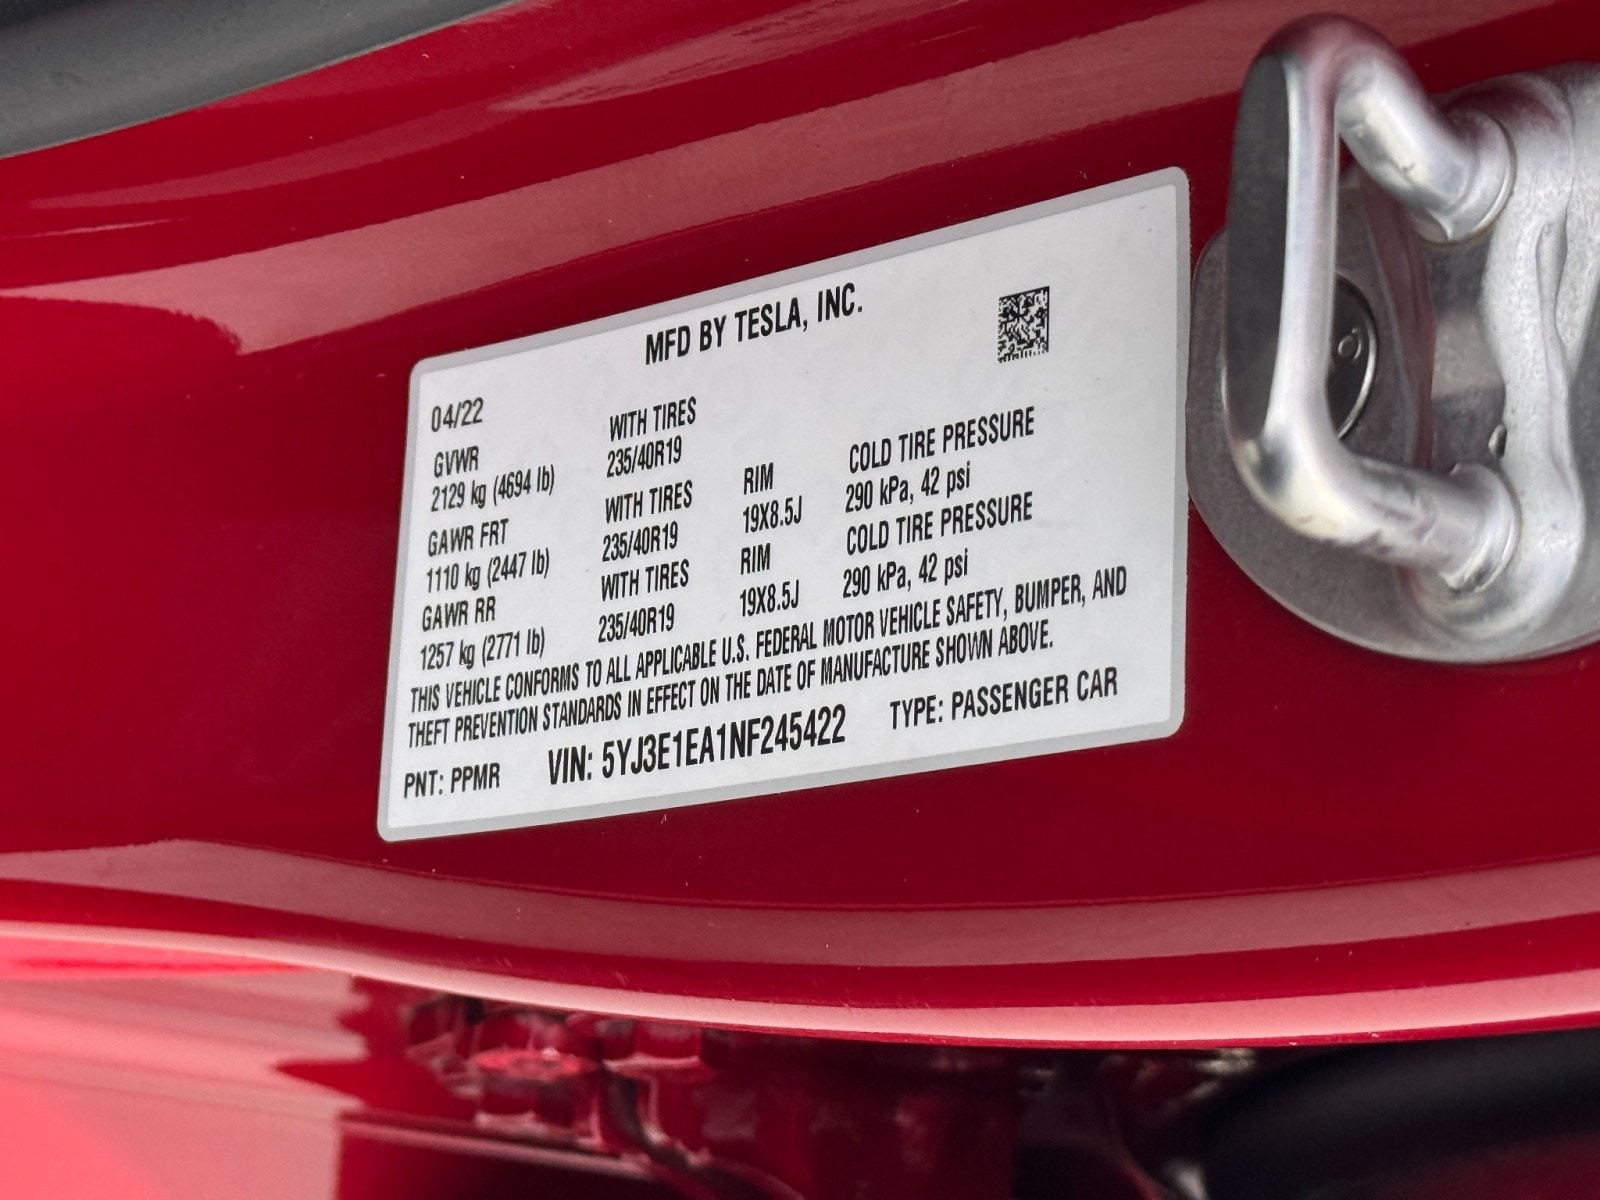 MFD BY TESLA, INC.
04/22
GVWR WITH TIRES
2129 kg (4694 lb) 235/40R19
GAWR FRT WITH TIRES RIM COLD TIRE PRESSURE
1110 kg (2447 lb) 235/40R19 19X8.5J 290 kPa, 42 psi
GAWR RR WITH TIRES RIM COLD TIRE PRESSURE
1257 kg (2771 lb) 235/40R19 19X8.5J 290 kPa, 42 psi
THIS VEHICLE CONFORMS TO ALL APPLICABLE U.S. FEDERAL MOTOR VEHICLE SAFETY, BUMPER, AND
THEFT PREVENTION STANDARDS IN EFFECT ON THE DATE OF MANUFACTURE SHOWN ABOVE.
PNT: PPMR VIN: 5YJ3E1EA1NF245422 TYPE: PASSENGER CAR